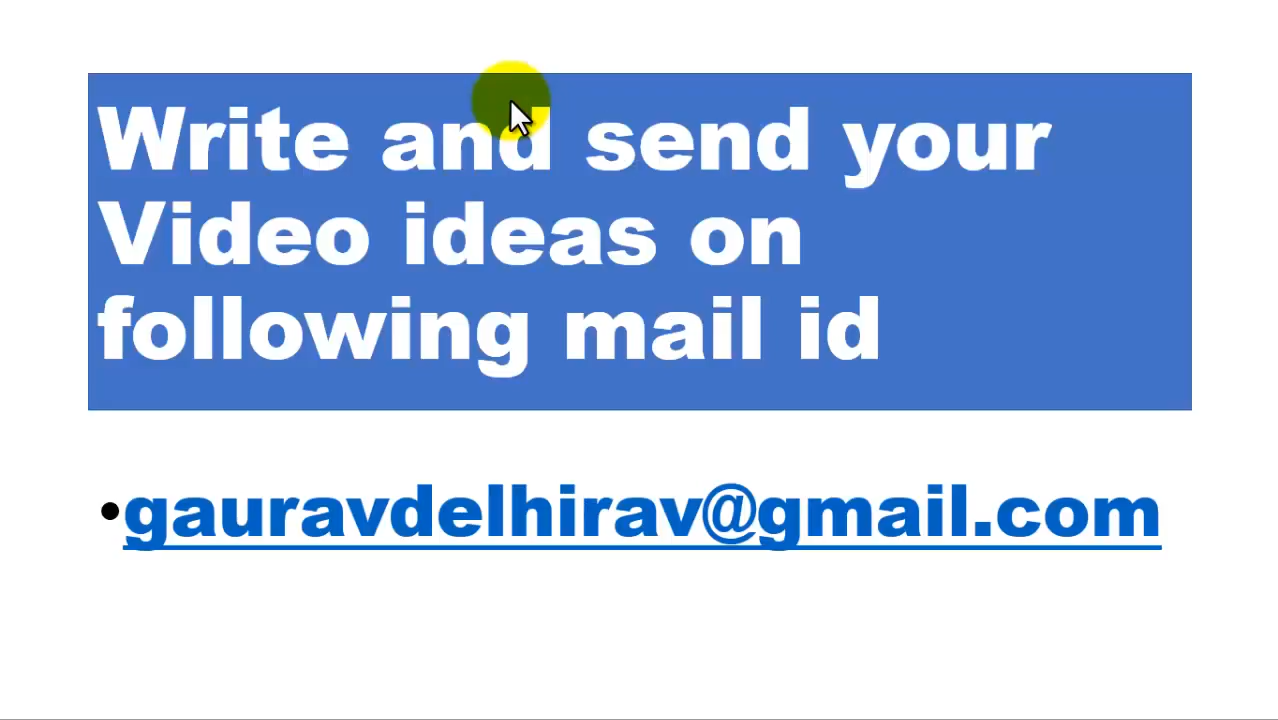 Write and send your
Video ideas on
following mail id
•gauravdelhirav@gmail.com